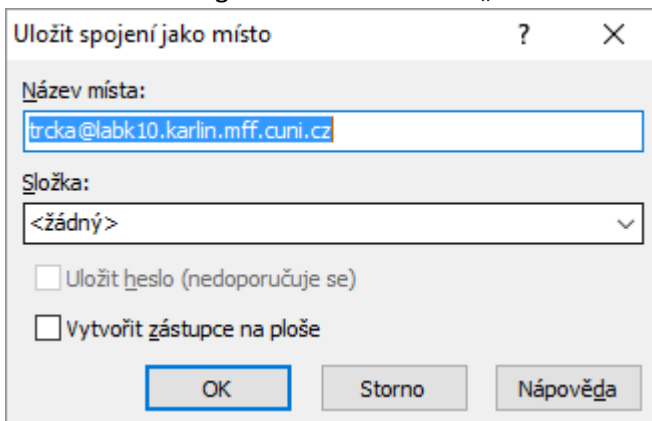 Uložit spojení jako místo ?
Název místa:
trcka@labk10.karlin.mff.cuni.cz
Složka:
<žádný>
Uložit heslo (nedoporučuje se)
Vytvořit zástupce na ploše
OK Storno Nápověda